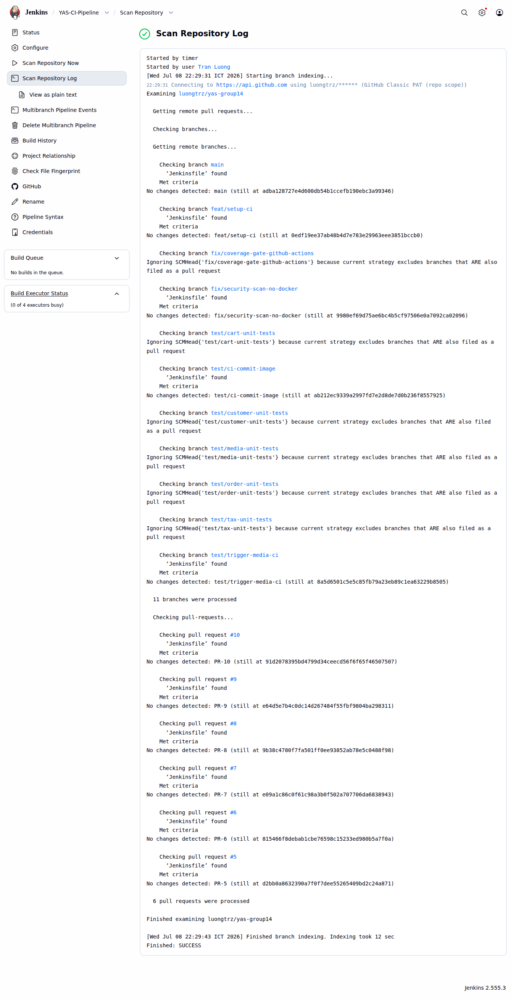 Jenkins / YAS-CI-Pipeline / Scan Repository
Status
Configure
Scan Repository Now
Scan Repository Log
View as plain text
Multibranch Pipeline Events
Delete Multibranch Pipeline
Build History
Project Relationship
Check File Fingerprint
GitHub
Rename
Pipeline Syntax
Credentials
Build Queue
No builds in the queue.
Build Executor Status
(0 of 4 executors busy)
Scan Repository Log
Started by timer
Started by user Tran Luong
[Wed Jul 08 22:29:31 ICT 2026] Starting branch indexing...
22:29:31 Connecting to https://api.github.com using luongtrz/****** (GitHub Classic PAT (repo scope))
Examining luongtrz/yas-group14
Getting remote pull requests...
Checking branches...
Getting remote branches...
Checking branch main
‘Jenkinsfile’ found
Met criteria
No changes detected: main (still at adba128727e4d600db54b1ccefb190ebc3a99346)
Checking branch feat/setup-ci
‘Jenkinsfile’ found
Met criteria
No changes detected: feat/setup-ci (still at 0edf19ee37ab48b4d7e783e29963eee3851bccb0)
Checking branch fix/coverage-gate-github-actions
Ignoring SCMHead{'fix/coverage-gate-github-actions'} because current strategy excludes branches that ARE also
filed as a pull request
Checking branch fix/security-scan-no-docker
‘Jenkinsfile’ found
Met criteria
No changes detected: fix/security-scan-no-docker (still at 9980ef69d75ae6bc4b5cf97506e0a7092ca02096)
Checking branch test/cart-unit-tests
Ignoring SCMHead{'test/cart-unit-tests'} because current strategy excludes branches that ARE also filed as a
pull request
Checking branch test/ci-commit-image
‘Jenkinsfile’ found
Met criteria
No changes detected: test/ci-commit-image (still at ab212ec9339a2997fd7e2d8de7d0b236f8557925)
Checking branch test/customer-unit-tests
Ignoring SCMHead{'test/customer-unit-tests'} because current strategy excludes branches that ARE also filed
as a pull request
Checking branch test/media-unit-tests
Ignoring SCMHead{'test/media-unit-tests'} because current strategy excludes branches that ARE also filed as a
pull request
Checking branch test/order-unit-tests
Ignoring SCMHead{'test/order-unit-tests'} because current strategy excludes branches that ARE also filed as a
pull request
Checking branch test/tax-unit-tests
Ignoring SCMHead{'test/tax-unit-tests'} because current strategy excludes branches that ARE also filed as a
pull request
Checking branch test/trigger-media-ci
‘Jenkinsfile’ found
Met criteria
No changes detected: test/trigger-media-ci (still at 8a5d6501c5e5c85fb79a23eb89c1ea63229b8505)
11 branches were processed
Checking pull-requests...
Checking pull request #10
‘Jenkinsfile’ found
Met criteria
No changes detected: PR-10 (still at 91d2078395bd4799d34ceecd56f6f65f46507507)
Checking pull request #9
‘Jenkinsfile’ found
Met criteria
No changes detected: PR-9 (still at e64d5e7b4c0dc14d267484f55fbf9804ba298311)
Checking pull request #8
‘Jenkinsfile’ found
Met criteria
No changes detected: PR-8 (still at 9b38c4780f7fa501ff0ee93852ab78e5c0488f98)
Checking pull request #7
‘Jenkinsfile’ found
Met criteria
No changes detected: PR-7 (still at e09a1c86c0f61c98a3b0f502a707706da6838943)
Checking pull request #6
‘Jenkinsfile’ found
Met criteria
No changes detected: PR-6 (still at 815466f8debab1cbe76598c15233ed980b5a7f0a)
Checking pull request #5
‘Jenkinsfile’ found
Met criteria
No changes detected: PR-5 (still at d2bb0a8632390a7f0f7dee55265409bd2c24a871)
6 pull requests were processed
Finished examining luongtrz/yas-group14
[Wed Jul 08 22:29:43 ICT 2026] Finished branch indexing. Indexing took 12 sec
Finished: SUCCESS
Jenkins 2.555.3